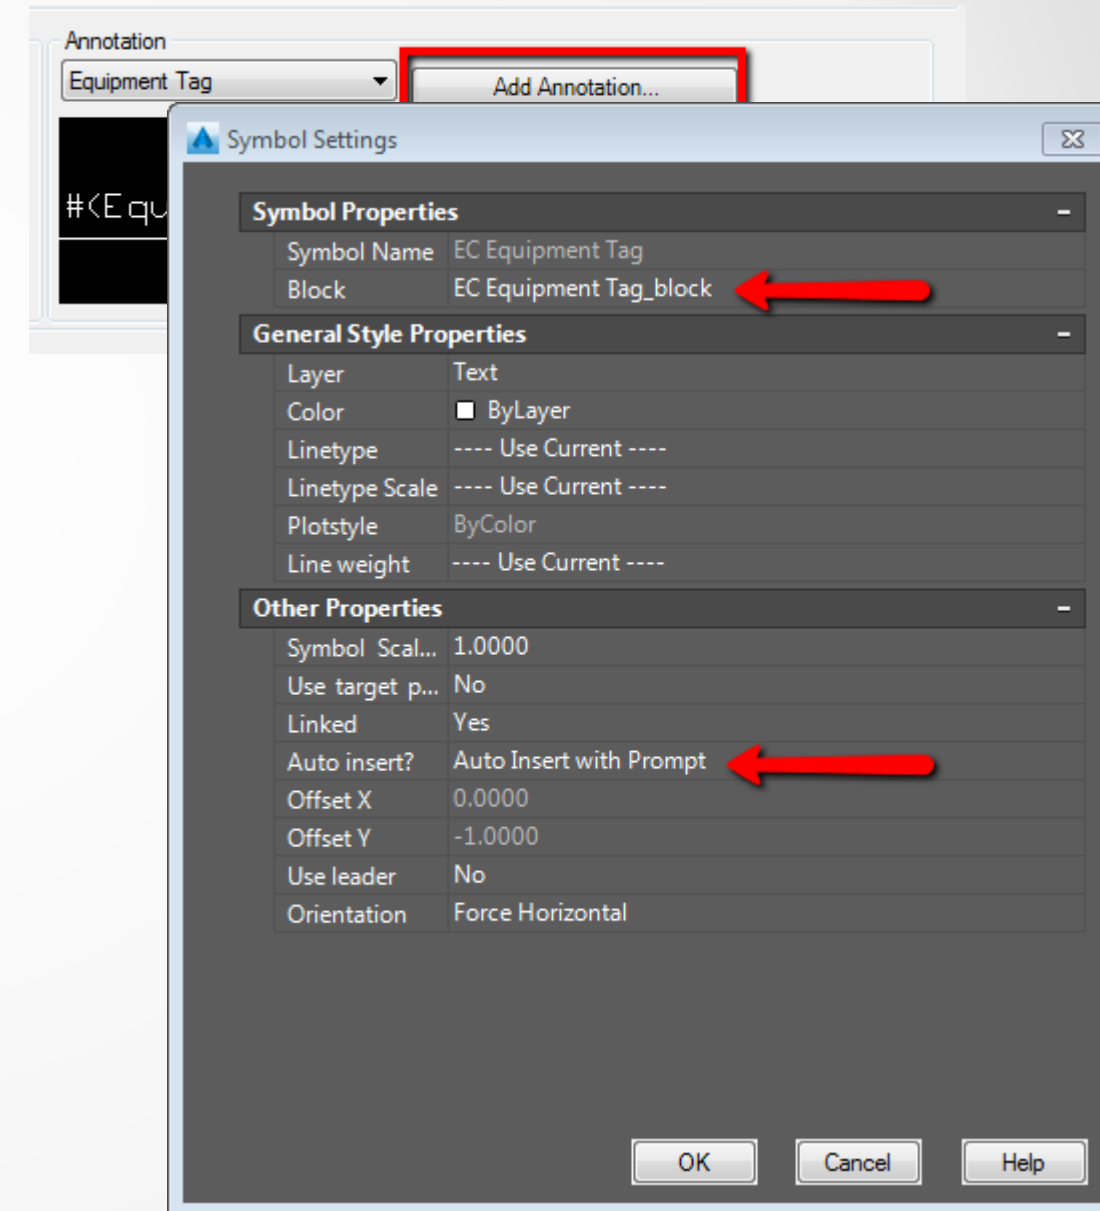 Annotation
Equipment Tag
Add Annotation...
Symbol Settings
#<Equ
Symbol Properties
Symbol Name EC Equipment Tag
Block EC Equipment Tag_block
General Style Properties
Layer Text
Color ByLayer
Linetype ---- Use Current ----
Linetype Scale ---- Use Current ----
Plotstyle ByColor
Line weight ---- Use Current ----
Other Properties
Symbol Scal... 1.0000
Use target p... No
Linked Yes
Auto insert? Auto Insert with Prompt
Offset X 0.0000
Offset Y -1.0000
Use leader No
Orientation Force Horizontal
OK Cancel Help